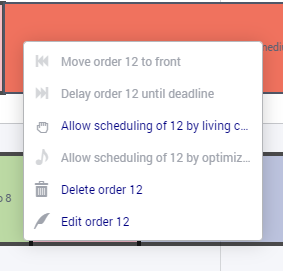 Move order 12 to front
Delay order 12 until deadline
Allow scheduling of 12 by living c...
Allow scheduling of 12 by optimiz...
Delete order 12
8
Edit order 12